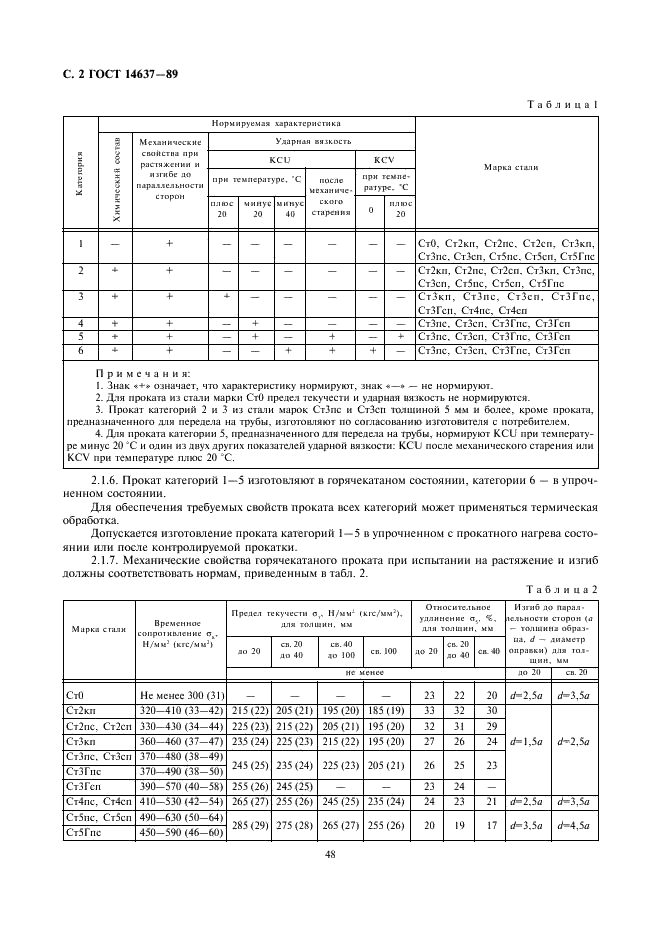 С. 2 ГОСТ 14637—89
Таблица 1
Категория
Химический состав
Нормируемая характеристика
Марка стали
Механические
свойства при
растяжении и
изгибе до
параллельности
сторон
Ударная вязкость
KCU
KCV
при температуре, °С
после
механиче-
ского
старения
при темпе-
ратуре, °С
плюс
20
минус
20
минус
40
0
плюс
20
1 — + — — — — — — Ст0, Ст2кп, Ст2пс, Ст2сп, Ст3кп,
Ст3пс, Ст3сп, Ст5пс, Ст5сп, Ст5Гпс
2 + + — — — — — — Ст2кп, Ст2пс, Ст2сп, Ст3кп, Ст3пс,
Ст3сп, Ст5пс, Ст5сп, Ст5Гпс
3 + + + — — — — — Ст3кп, Ст3пс, Ст3сп, Ст3Гпс,
Ст3Гсп, Ст4пс, Ст4сп
4 + + — + — — — — Ст3пс, Ст3сп, Ст3Гпс, Ст3Гсп
5 + + — + — + — + Ст3пс, Ст3сп, Ст3Гпс, Ст3Гсп
6 + + — — + + + — Ст3пс, Ст3сп, Ст3Гпс, Ст3Гсп
Примечания:
1. Знак «+» означает, что характеристику нормируют, знак «—» — не нормируют.
2. Для проката из стали марки Ст0 предел текучести и ударная вязкость не нормируются.
3. Прокат категорий 2 и 3 из стали марок Ст3пс и Ст3сп толщиной 5 мм и более, кроме проката,
предназначенного для передела на трубы, изготовляют по согласованию изготовителя с потребителем.
4. Для проката категории 5, предназначенного для передела на трубы, нормируют KCU при температу-
ре минус 20 °С и один из двух других показателей ударной вязкости: KCU после механического старения или
KCV при температуре плюс 20 °С.
2.1.6. Прокат категорий 1—5 изготовляют в горячекатаном состоянии, категории 6 — в упроч-
ненном состоянии.
Для обеспечения требуемых свойств проката всех категорий может применяться термическая
обработка.
Допускается изготовление проката категорий 1—5 в упрочненном с прокатного нагрева состо-
янии или после контролируемой прокатки.
2.1.7. Механические свойства горячекатаного проката при испытании на растяжение и изгиб
должны соответствовать нормам, приведенным в табл. 2.
Таблица 2
Марка стали
Временное
сопротивление σв,
Н/мм² (кгс/мм²)
Предел текучести σт, Н/мм² (кгс/мм²),
для толщин, мм
Относительное
удлинение σ5, %,
для толщин, мм
Изгиб до парал-
лельности сторон (a
— толщина образ-
ца, d — диаметр
оправки) для тол-
щин, мм
до 20
св. 20
до 40
св. 40
до 100
св. 100
до 20
св. 20
до 40
св. 40
не менее
до 20
св. 20
Ст0 Не менее 300 (31) — — — — 23 22 20 d=2,5a d=3,5a
Ст2кп 320—410 (33—42) 215 (22) 205 (21) 195 (20) 185 (19) 33 32 30
Ст2пс, Ст2сп 330—430 (34—44) 225 (23) 215 (22) 205 (21) 195 (20) 32 31 29
Ст3кп 360—460 (37—47) 235 (24) 225 (23) 215 (22) 195 (20) 27 26 24 d=1,5a d=2,5a
Ст3пс, Ст3сп 370—480 (38—49)
245 (25) 235 (24) 225 (23) 205 (21) 26 25 23
Ст3Гпс 370—490 (38—50)
Ст3Гсп 390—570 (40—58) 255 (26) 245 (25) — — 23 24 —
Ст4пс, Ст4сп 410—530 (42—54) 265 (27) 255 (26) 245 (25) 235 (24) 24 23 21 d=2,5a d=3,5a
Ст5пс, Ст5сп 490—630 (50—64)
285 (29) 275 (28) 265 (27) 255 (26) 20 19 17 d=3,5a d=4,5a
Ст5Гпс 450—590 (46—60)
48